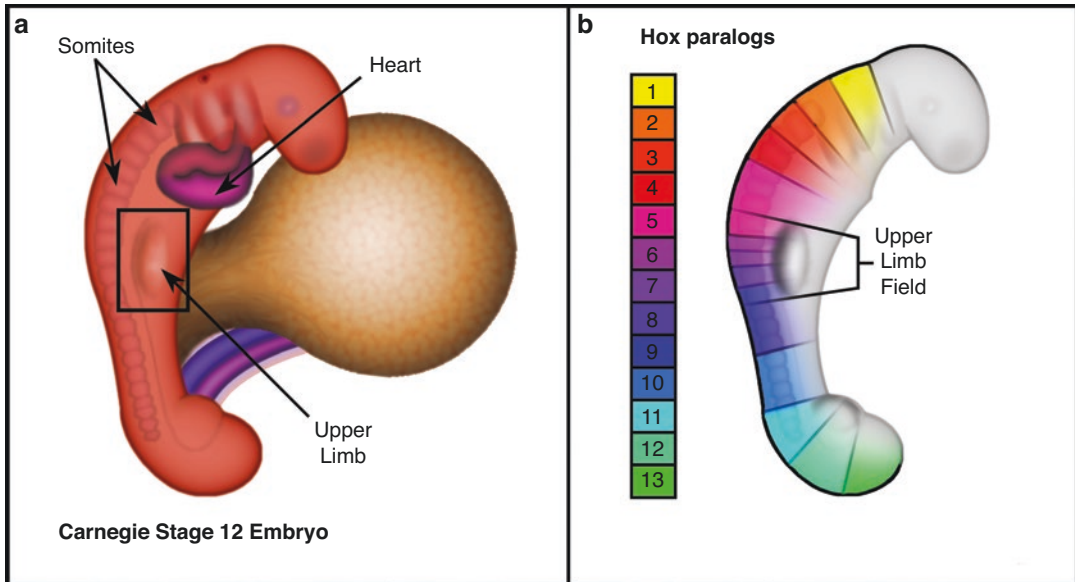 a
Somites
Heart
Upper
Limb
Carnegie Stage 12 Embryo
b
Hox paralogs
1
2
3
4
5
6
7
8
9
10
11
12
13
Upper
Limb
Field